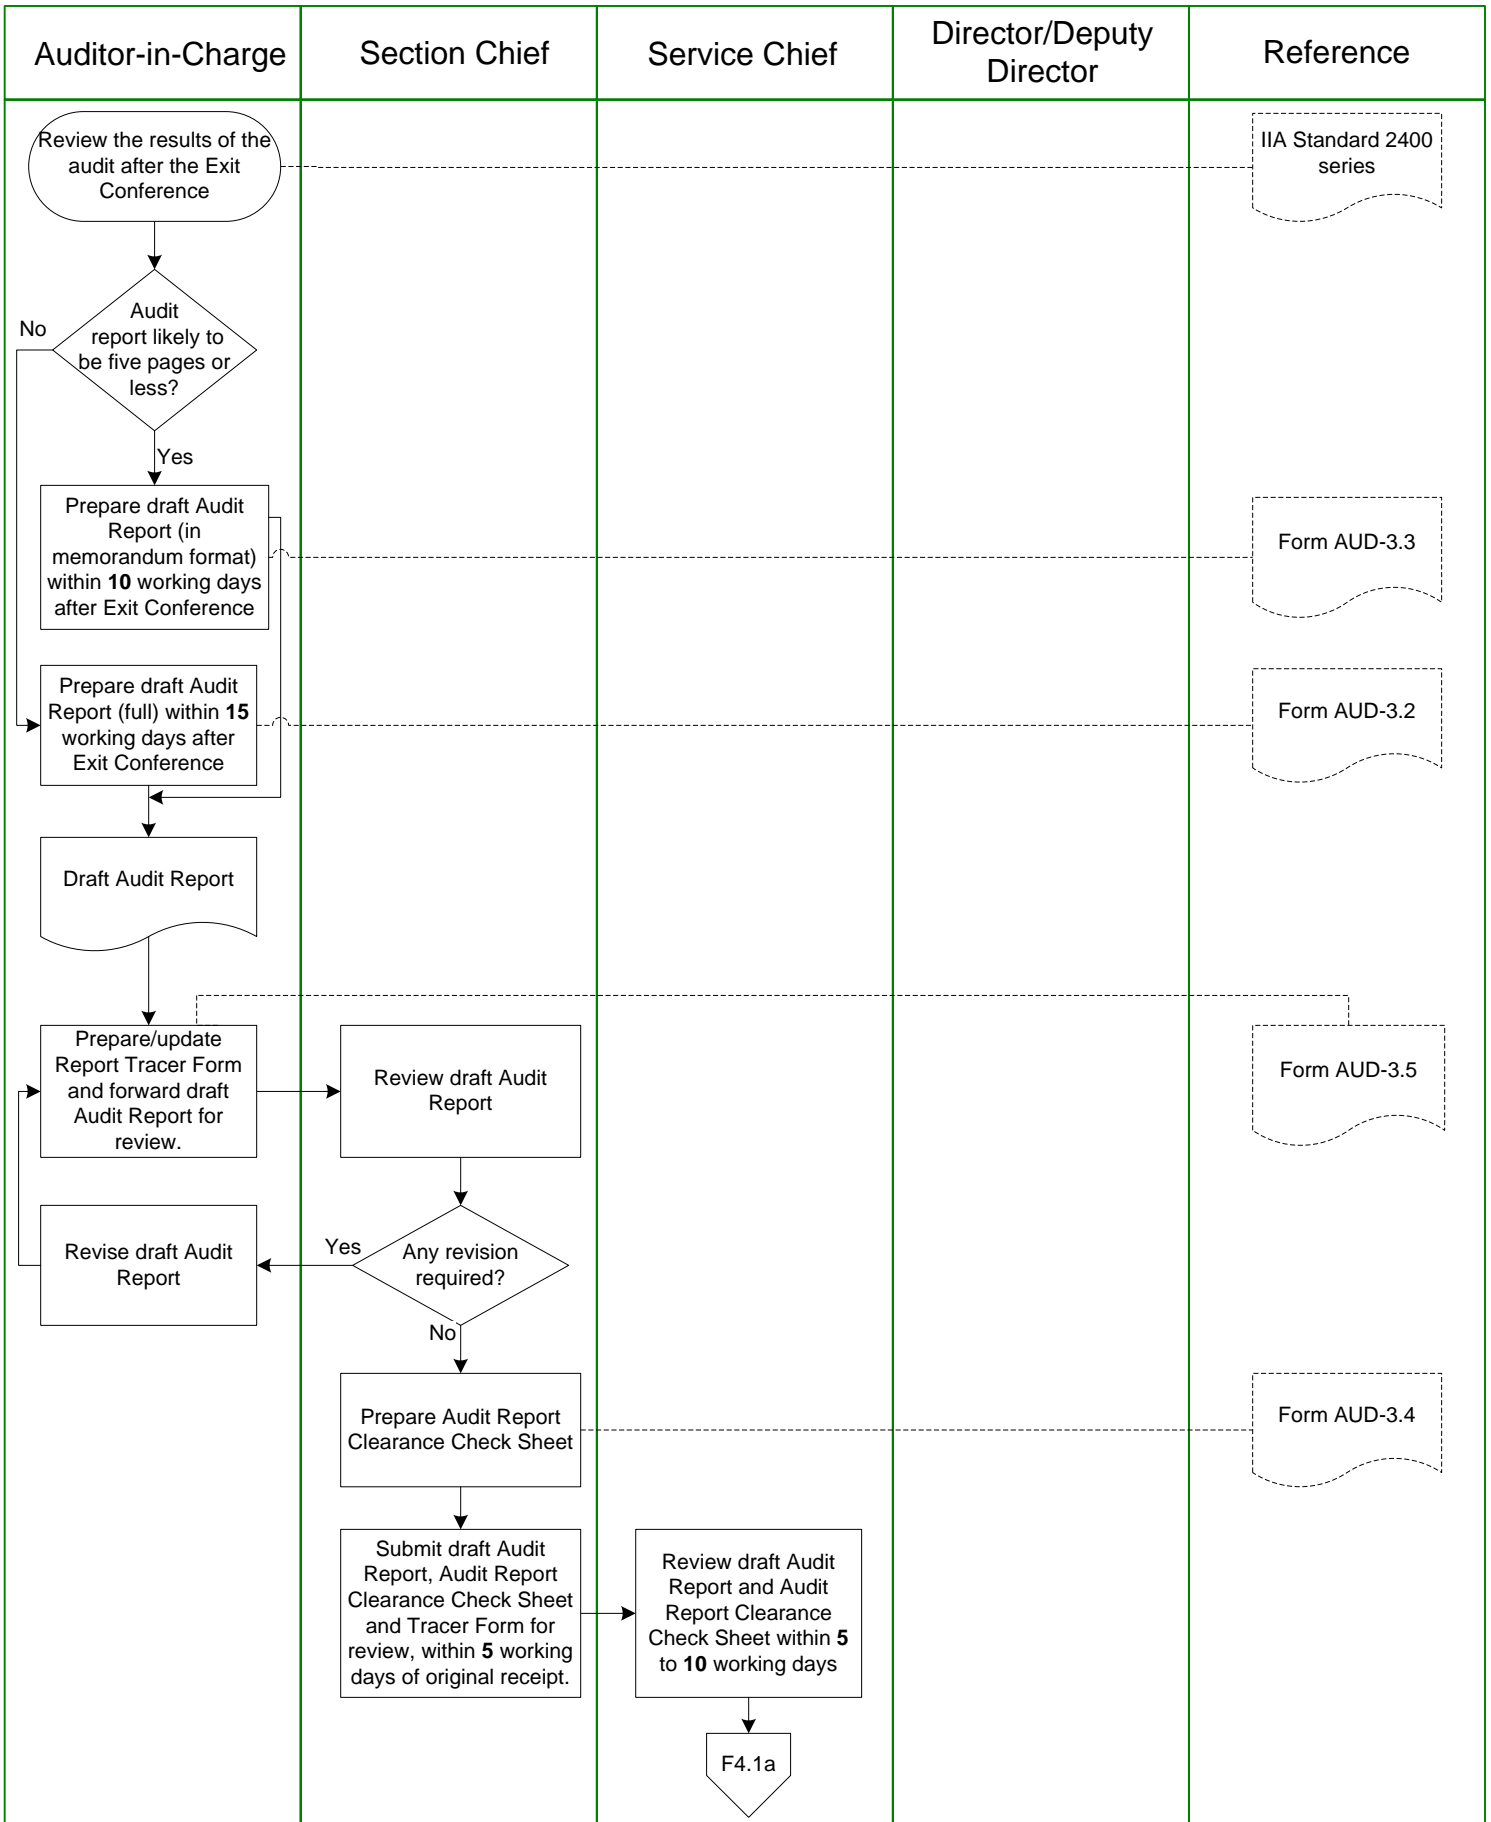 Auditor-in-Charge
Section Chief
Service Chief
Director/Deputy
Director
Reference
Review the results of the
audit after the Exit
Conference
IIA Standard 2400
series
Audit
report likely to
be five pages or
less?
No
Yes
Prepare draft Audit
Report (in
memorandum format)
within 10 working days
after Exit Conference
Form AUD-3.3
Prepare draft Audit
Report (full) within 15
working days after
Exit Conference
Form AUD-3.2
Draft Audit Report
Prepare/update
Report Tracer Form
and forward draft
Audit Report for
review.
Review draft Audit
Report
Form AUD-3.5
Revise draft Audit
Report
Yes
Any revision
required?
No
Prepare Audit Report
Clearance Check Sheet
Form AUD-3.4
Submit draft Audit
Report, Audit Report
Clearance Check Sheet
and Tracer Form for
review, within 5 working
days of original receipt.
Review draft Audit
Report and Audit
Report Clearance
Check Sheet within 5
to 10 working days
F4.1a